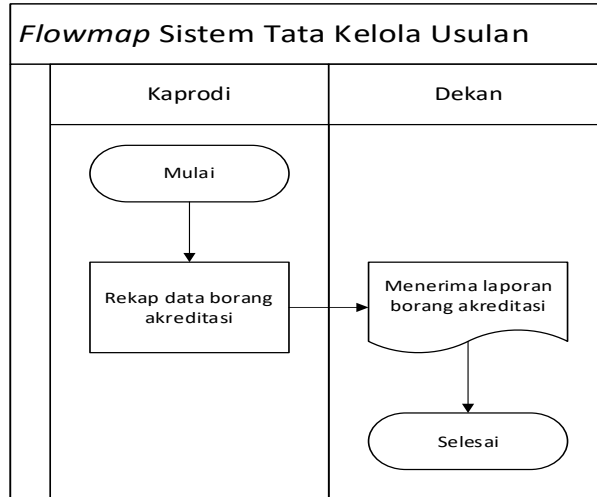 Flowmap Sistem Tata Kelola Usulan
Kaprodi
Dekan
Mulai
Rekap data borang
akreditasi
Menerima laporan
borang akreditasi
Selesai